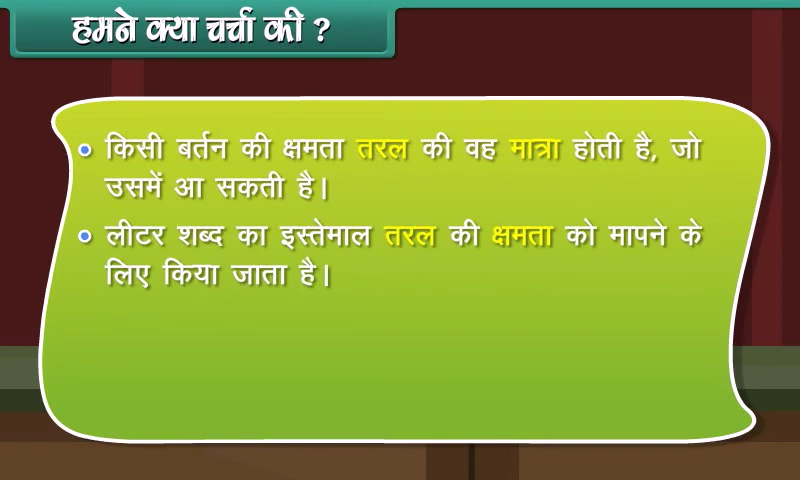 हमने क्या चर्चा की ?
किसी बर्तन की क्षमता तरल की वह मात्रा होती है, जो
उसमें आ सकती है।
लीटर शब्द का इस्तेमाल तरल की क्षमता को मापने के
लिए किया जाता है।